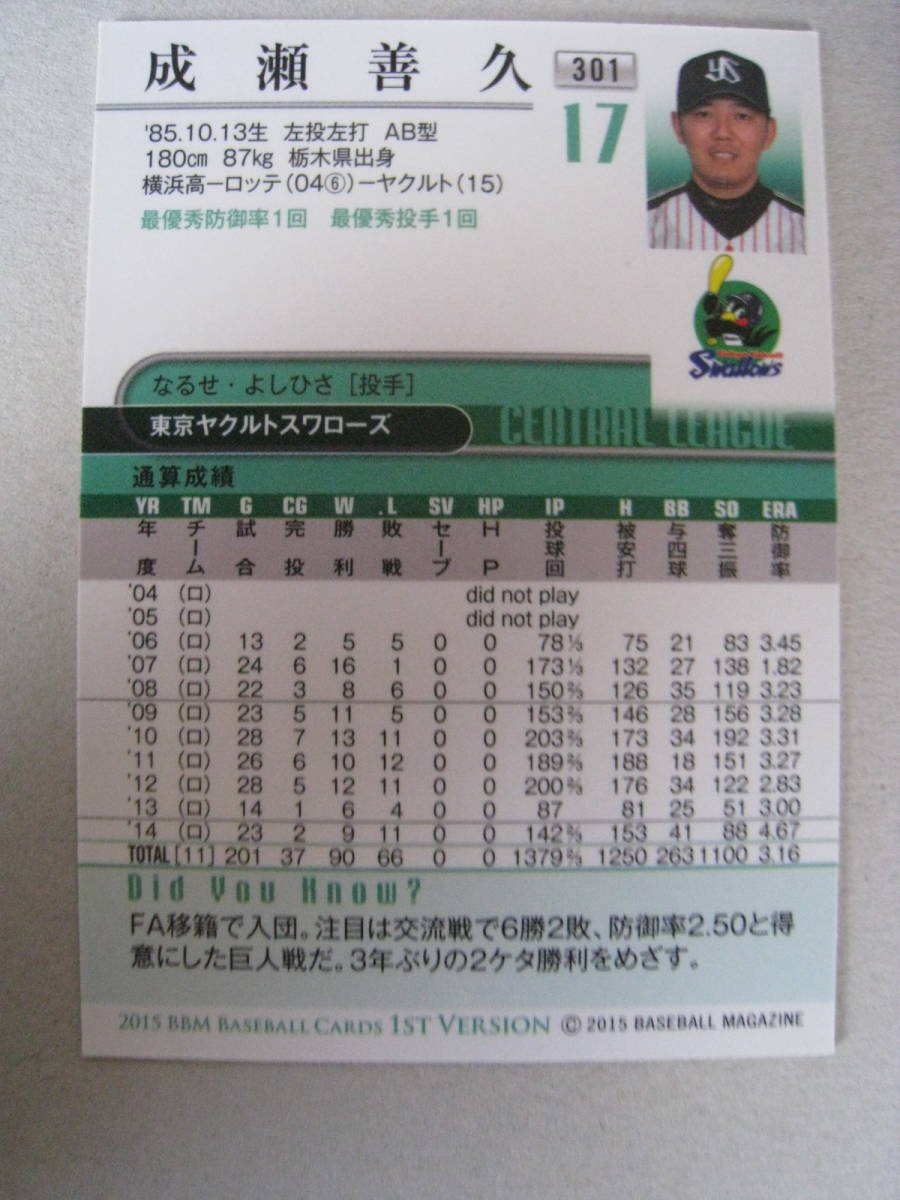 成瀬善久
301
17
'85.10.13生 左投左打 AB型
180cm 87kg 栃木県出身
横浜高ーロッテ(04⑥)ーヤクルト(15)
最優秀防御率1回 最優秀投手1回
YS
Swallows
なるせ・よしひさ [投手]
東京ヤクルトスワローズ
CENTRAL LEAGUE
通算成績
YR TM G CG W .L SV HP IP H BB SO ERA
年度 チーム 試合 完投 勝利 敗戦 セーブ HP 投球回 被安打 与四球 奪三振 防御率
'04 (ロ) did not play
'05 (ロ) did not play
'06 (ロ) 13 2 5 5 0 0 78⅓ 75 21 83 3.45
'07 (ロ) 24 6 16 1 0 0 173⅓ 132 27 138 1.82
'08 (ロ) 22 3 8 6 0 0 150⅔ 126 35 119 3.23
'09 (ロ) 23 5 11 5 0 0 153⅔ 146 28 156 3.28
'10 (ロ) 28 7 13 11 0 0 203⅔ 173 34 192 3.31
'11 (ロ) 26 6 10 12 0 0 189⅔ 188 18 151 3.27
'12 (ロ) 28 5 12 11 0 0 200⅔ 176 34 122 2.83
'13 (ロ) 14 1 6 4 0 0 87 81 25 51 3.00
'14 (ロ) 23 2 9 11 0 0 142⅔ 153 41 88 4.67
TOTAL [11] 201 37 90 66 0 0 1379⅔ 1250 263 1100 3.16
Did You Know?
FA移籍で入団。注目は交流戦で6勝2敗、防御率2.50と得
意にした巨人戦だ。3年ぶりの2ケタ勝利をめざす。
2015 BBM BASEBALL CARDS 1ST VERSION © 2015 BASEBALL MAGAZINE